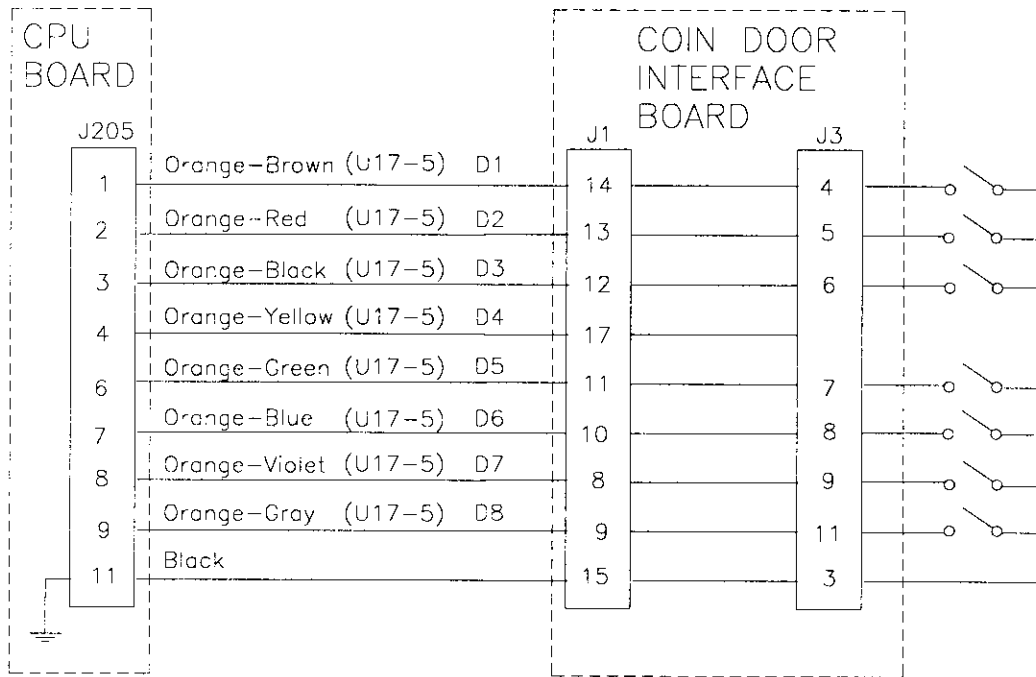 CPU
BOARD
COIN DOOR
INTERFACE
BOARD
J205
J1
J3
1 Orange-Brown (U17-5) D1 14 4
2 Orange-Red (U17-5) D2 13 5
3 Orange-Black (U17-5) D3 12 6
4 Orange-Yellow (U17-5) D4 17
6 Orange-Green (U17-5) D5 11 7
7 Orange-Blue (U17-5) D6 10 8
8 Orange-Violet (U17-5) D7 8 9
9 Orange-Gray (U17-5) D8 9 11
11 Black 15 3